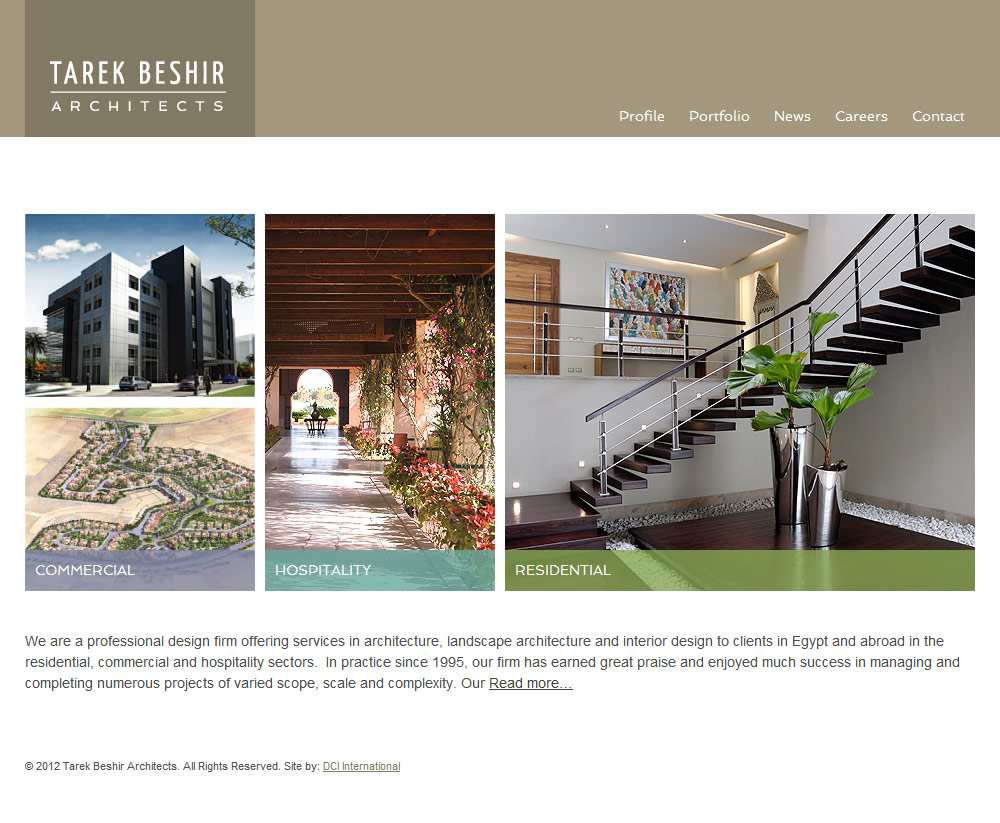 TAREK BESHIR
ARCHITECTS
Profile Portfolio News Careers Contact
COMMERCIAL
HOSPITALITY
RESIDENTIAL
We are a professional design firm offering services in architecture, landscape architecture and interior design to clients in Egypt and abroad in the
residential, commercial and hospitality sectors.  In practice since 1995, our firm has earned great praise and enjoyed much success in managing and
completing numerous projects of varied scope, scale and complexity. Our Read more…
© 2012 Tarek Beshir Architects. All Rights Reserved. Site by: DCI International